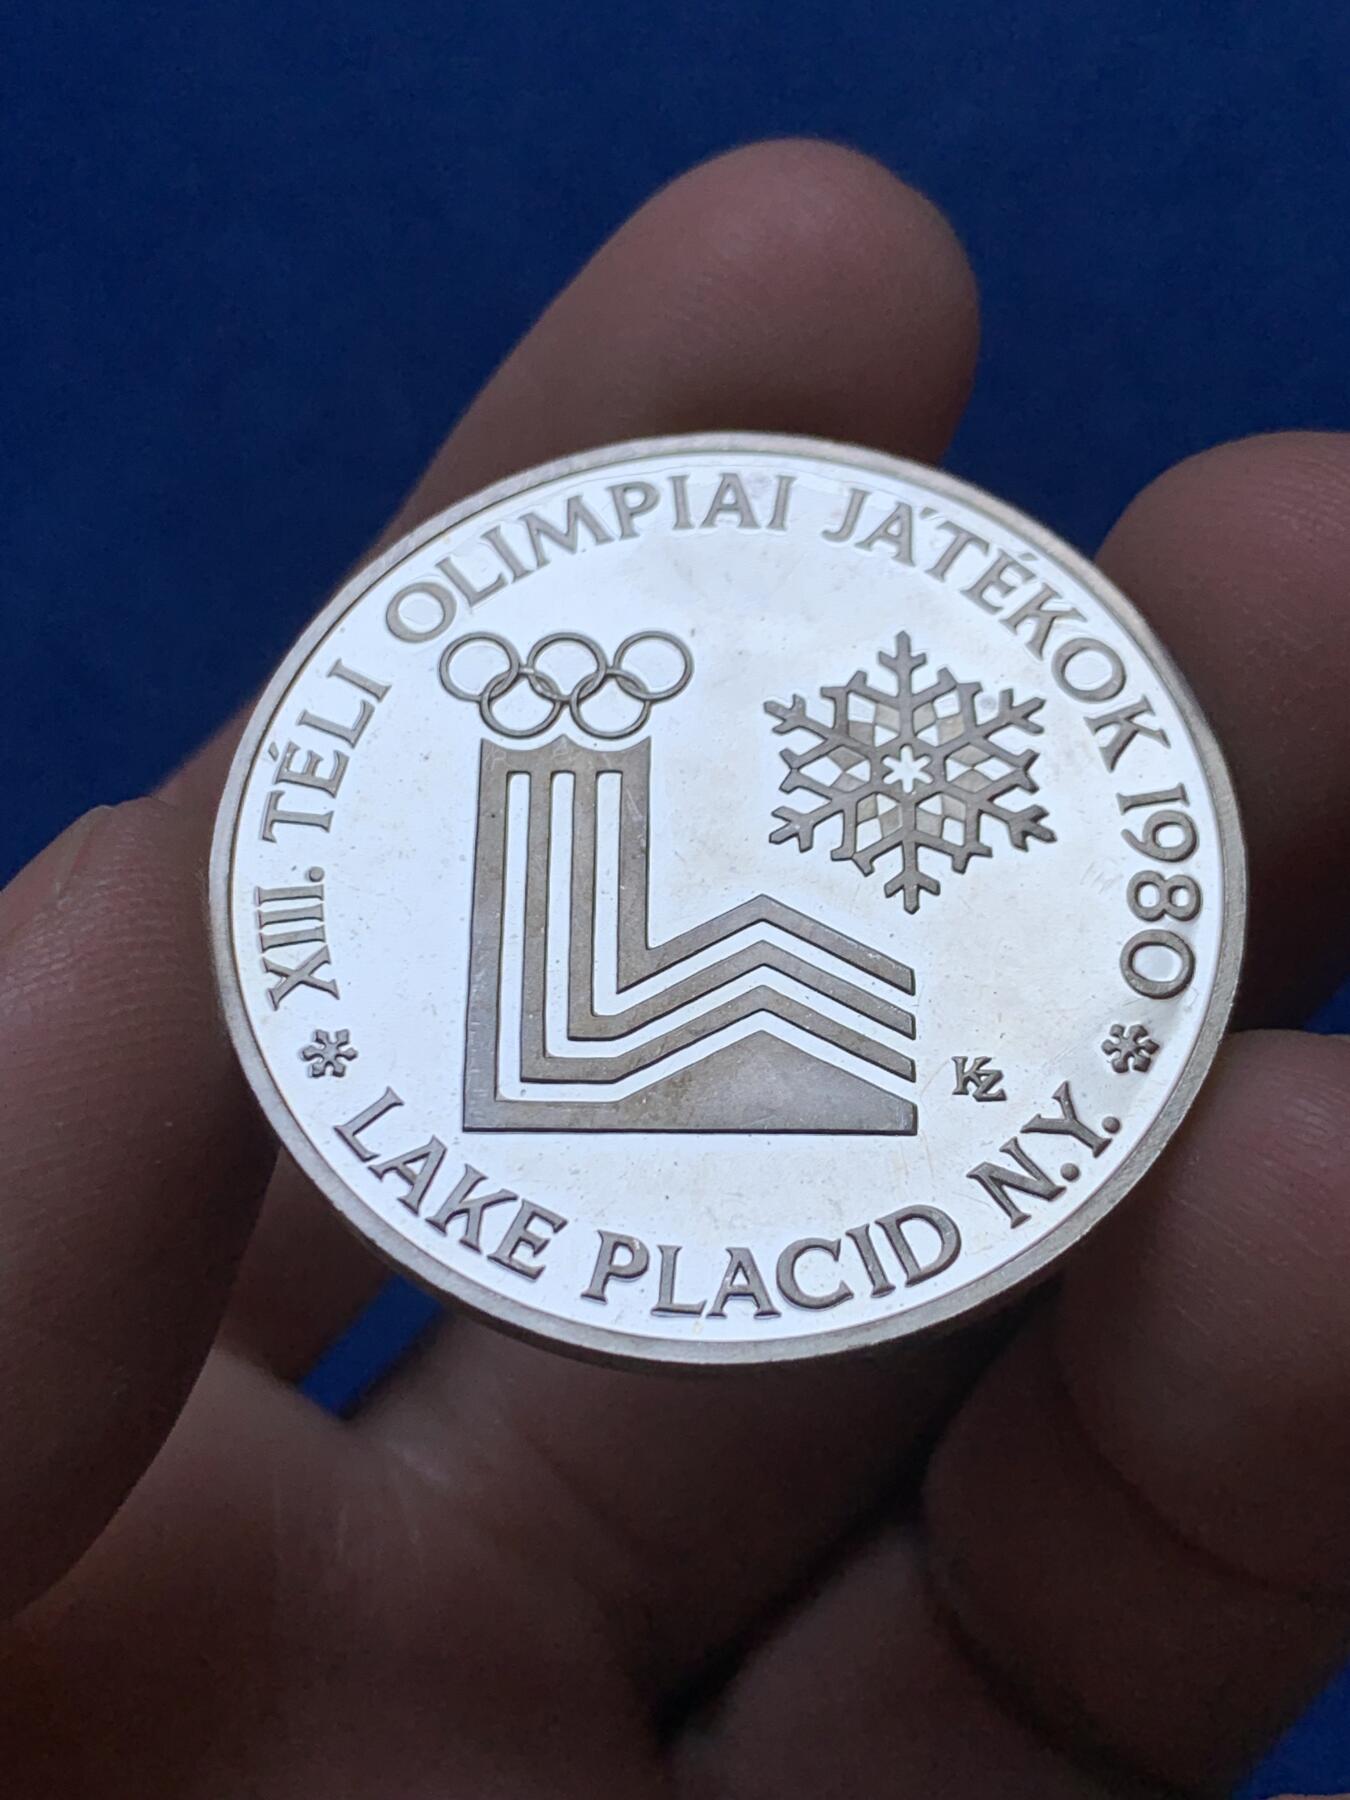 XIII. TÉLI OLIMPIAI JÁTÉKOK 1980
LAKE PLACID N.Y.
KZ